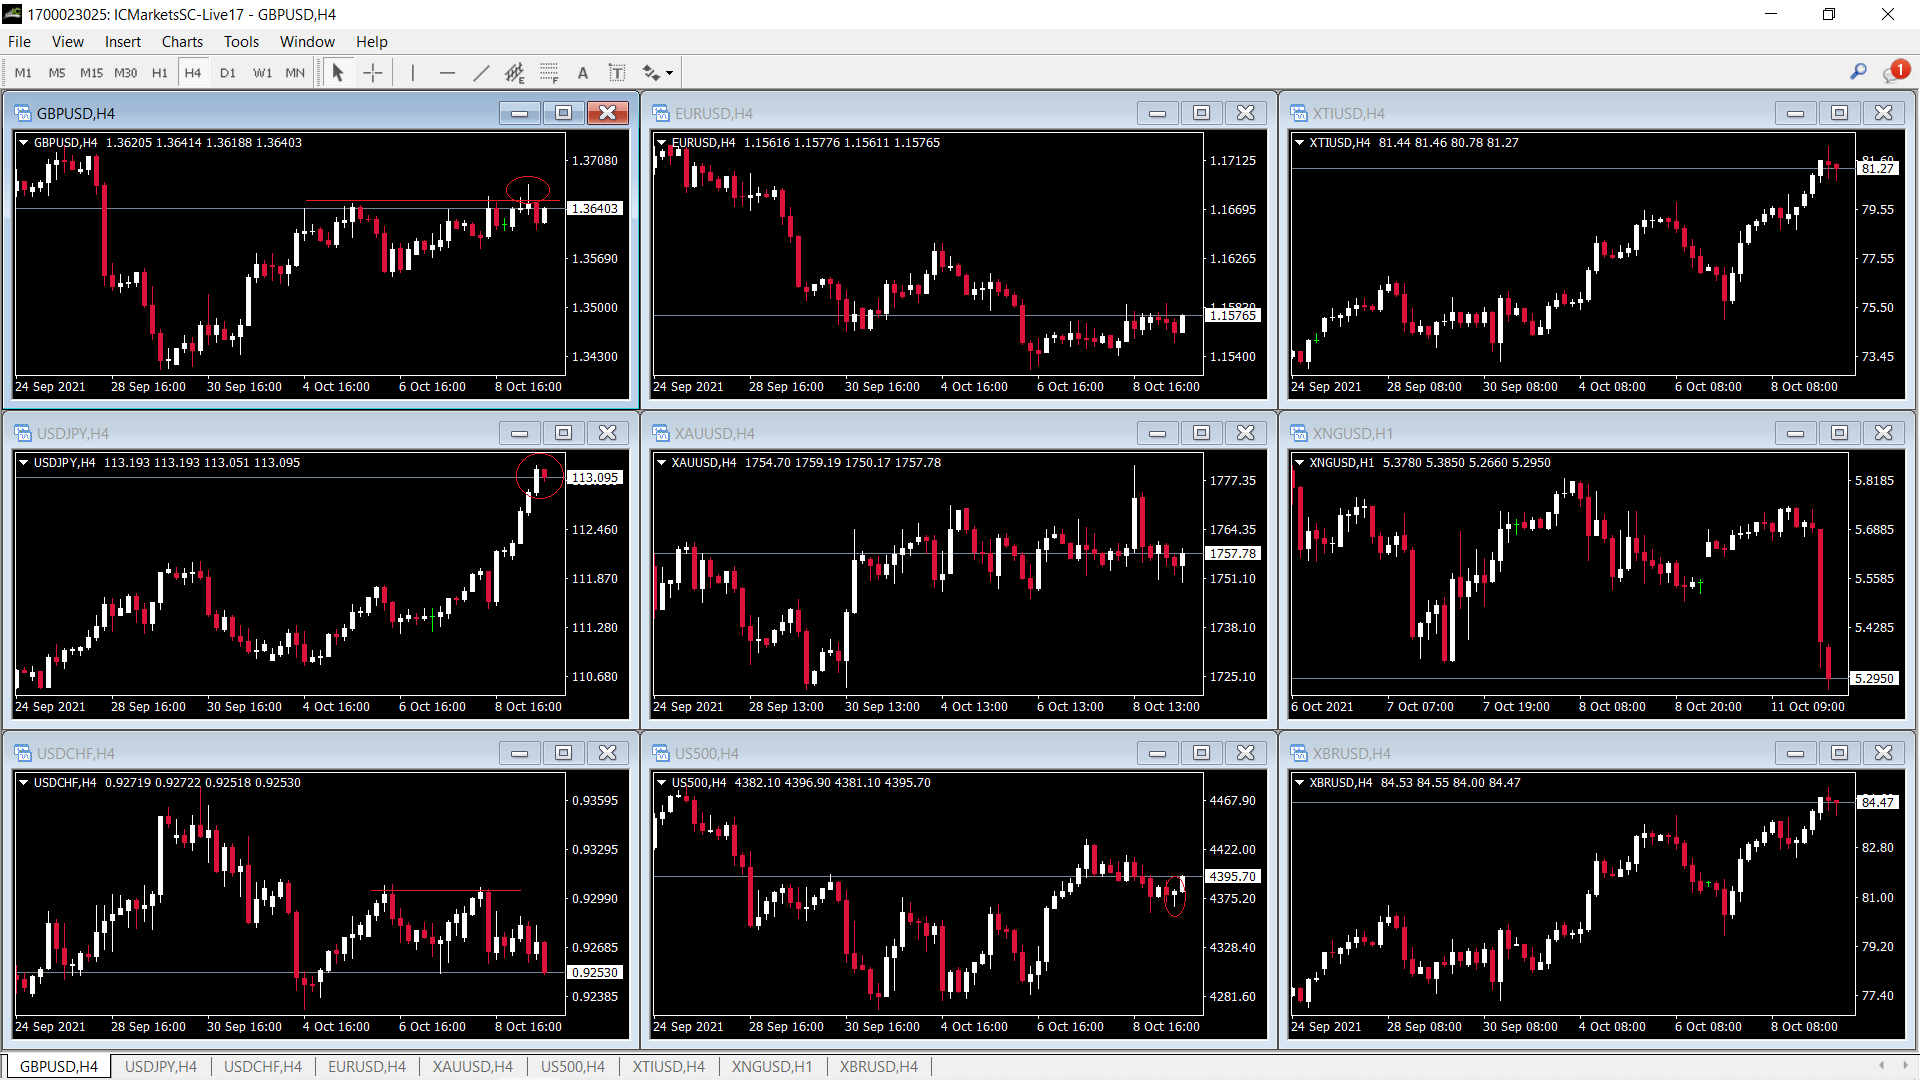 1700023025: ICMarketsSC-Live17 - GBPUSD,H4
File View Insert Charts Tools Window Help
M1 M5 M15 M30 H1 H4 D1 W1 MN E F A T 1
GBPUSD,H4
GBPUSD,H4 1.36205 1.36414 1.36188 1.36403
1.37080
1.36403
1.35690
1.35000
1.34300
24 Sep 2021 28 Sep 16:00 30 Sep 16:00 4 Oct 16:00 6 Oct 16:00 8 Oct 16:00
EURUSD,H4
EURUSD,H4 1.15616 1.15776 1.15611 1.15765
1.17125
1.16695
1.16265
1.15765
1.15400
24 Sep 2021 28 Sep 16:00 30 Sep 16:00 4 Oct 16:00 6 Oct 16:00 8 Oct 16:00
XTIUSD,H4
XTIUSD,H4 81.44 81.46 80.78 81.27
81.60
81.27
79.55
77.55
75.50
73.45
24 Sep 2021 28 Sep 08:00 30 Sep 08:00 4 Oct 08:00 6 Oct 08:00 8 Oct 08:00
USDJPY,H4
USDJPY,H4 113.193 113.193 113.051 113.095
113.095
112.460
111.870
111.280
110.680
24 Sep 2021 28 Sep 16:00 30 Sep 16:00 4 Oct 16:00 6 Oct 16:00 8 Oct 16:00
XAUUSD,H4
XAUUSD,H4 1754.70 1759.19 1750.17 1757.78
1777.35
1764.35
1757.78
1751.10
1738.10
1725.10
24 Sep 2021 28 Sep 16:00 30 Sep 13:00 4 Oct 13:00 6 Oct 13:00 8 Oct 13:00
XNGUSD,H1
XNGUSD,H1 5.3780 5.3850 5.2660 5.2950
5.8185
5.6885
5.5585
5.4285
5.2950
6 Oct 2021 7 Oct 07:00 7 Oct 19:00 8 Oct 08:00 8 Oct 20:00 11 Oct 09:00
USDCHF,H4
USDCHF,H4 0.92719 0.92722 0.92518 0.92530
0.93595
0.93295
0.92990
0.92685
0.92530
0.92385
24 Sep 2021 28 Sep 16:00 30 Sep 16:00 4 Oct 16:00 6 Oct 16:00 8 Oct 16:00
US500,H4
US500,H4 4382.10 4396.90 4381.10 4395.70
4467.90
4422.00
4395.70
4375.20
4328.40
4281.60
24 Sep 2021 28 Sep 16:00 30 Sep 16:00 4 Oct 16:00 6 Oct 16:00 8 Oct 16:00
XBRUSD,H4
XBRUSD,H4 84.53 84.55 84.00 84.47
84.47
82.80
81.00
79.20
77.40
24 Sep 2021 28 Sep 08:00 30 Sep 08:00 4 Oct 08:00 6 Oct 08:00 8 Oct 08:00
GBPUSD,H4 USDJPY,H4 USDCHF,H4 EURUSD,H4 XAUUSD,H4 US500,H4 XTIUSD,H4 XNGUSD,H1 XBRUSD,H4